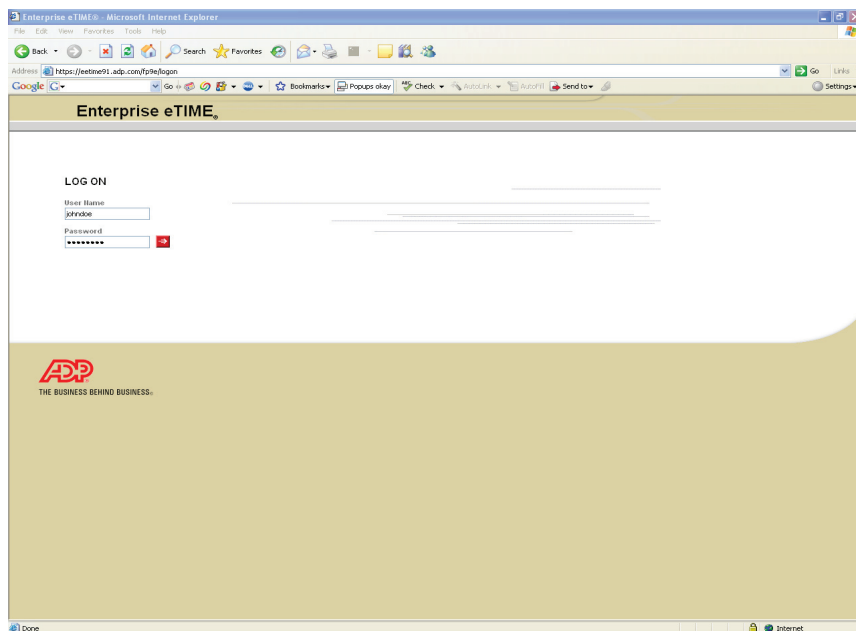 Enterprise eTIME® - Microsoft Internet Explorer
File Edit View Favorites Tools Help
Back Search Favorites
Address https://eetime91.adp.com/fp9e/logon Go Links
Google G Go Bookmarks Popups okay ABC Check AutoLink AutoFill Send to Settings
Enterprise eTIME®
LOG ON
User Name
johndoe
Password
••••••••
ADP®
THE BUSINESS BEHIND BUSINESS®
Done Internet